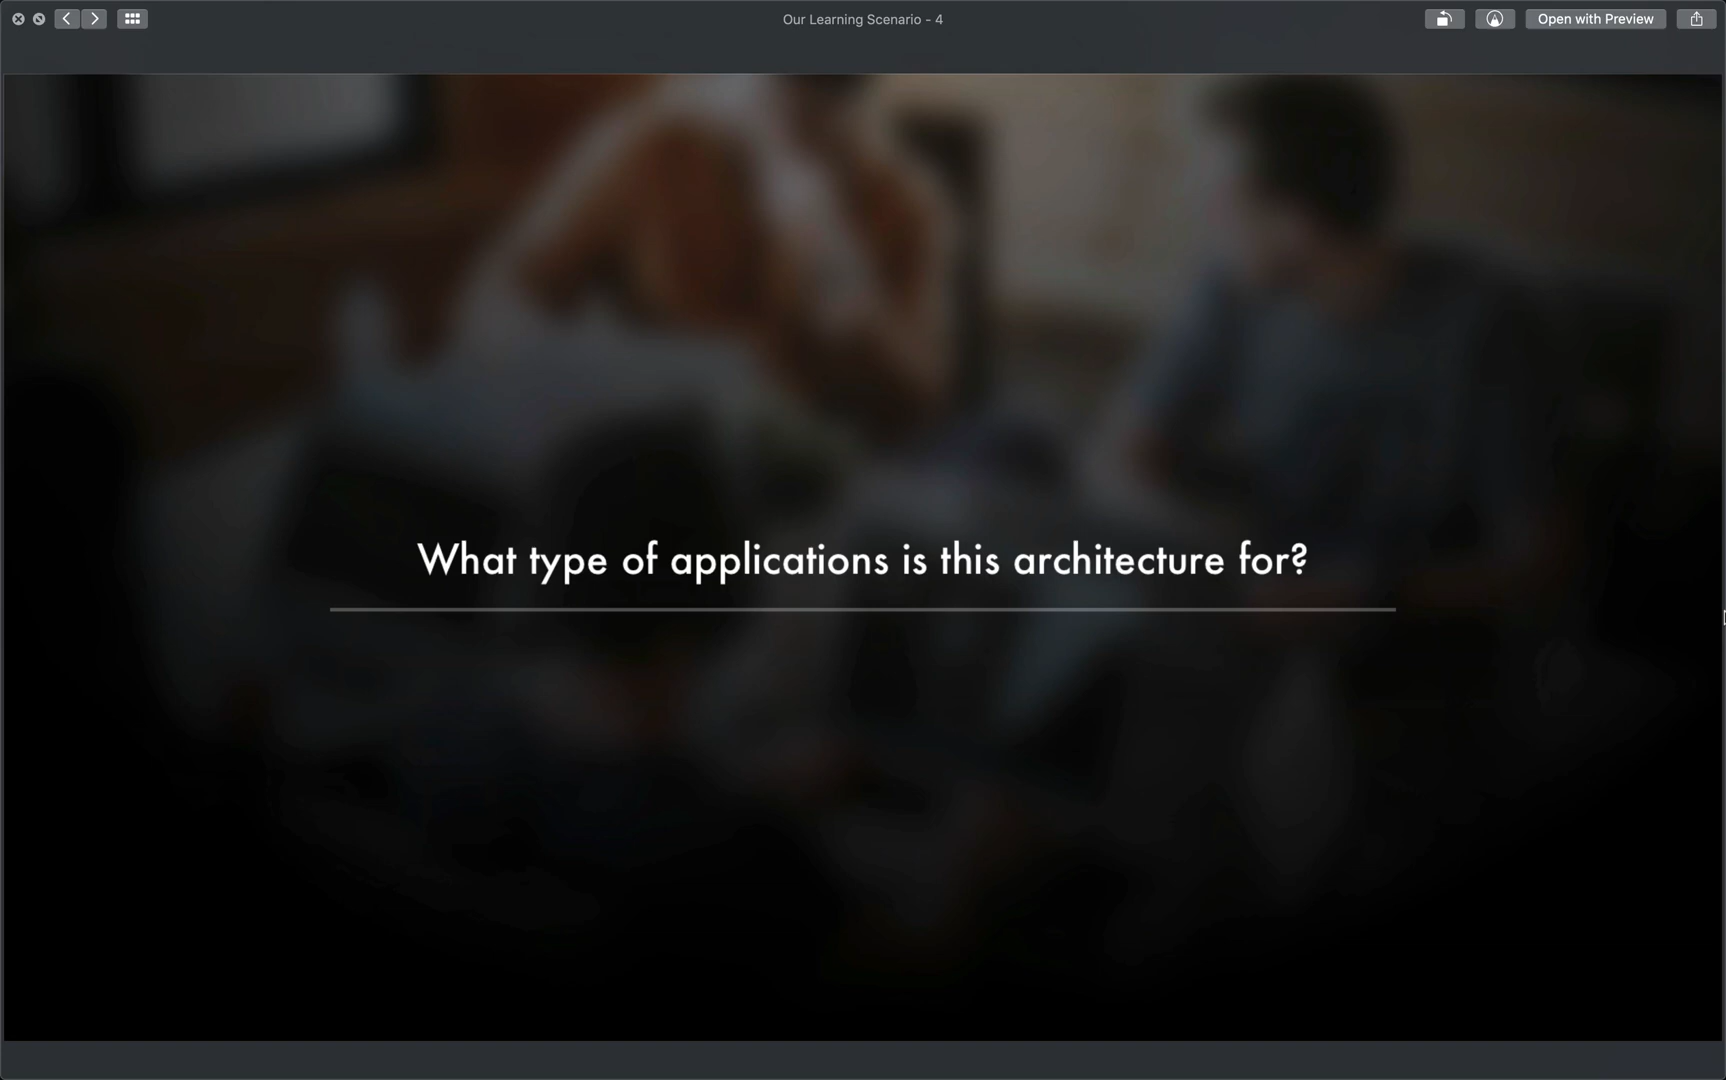 Our Learning Scenario - 4
Open with Preview
What type of applications is this architecture for?